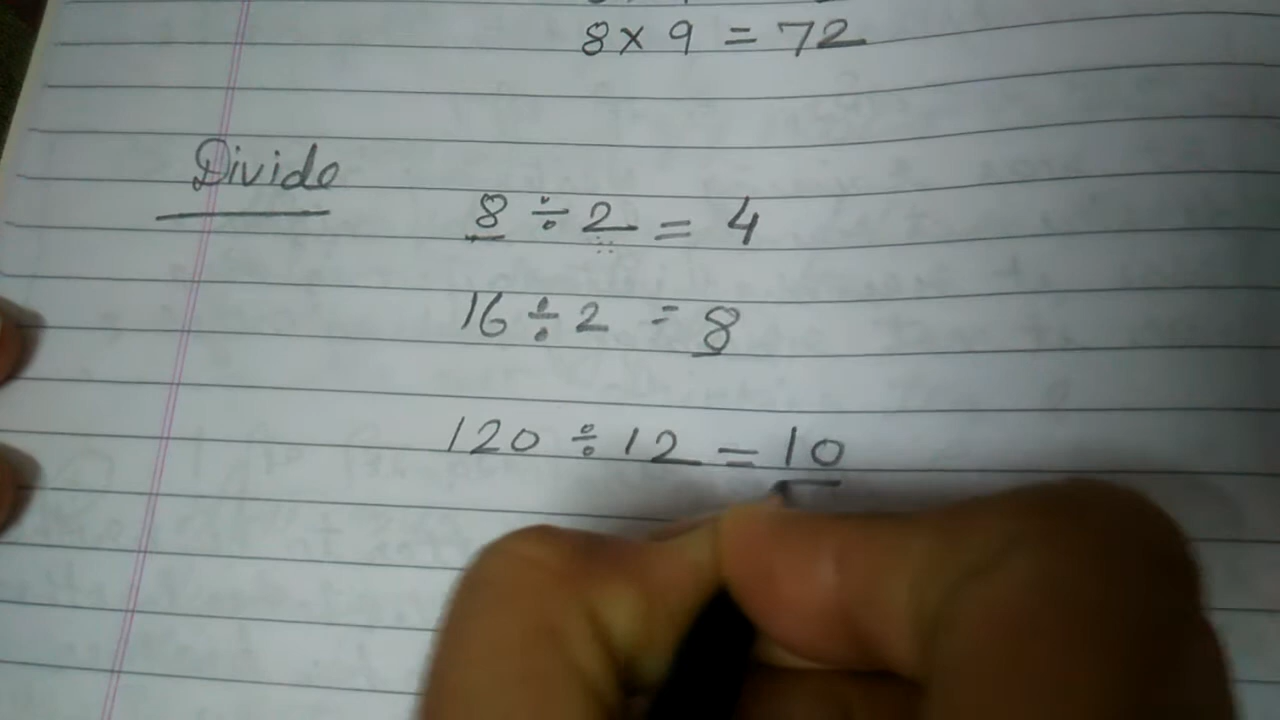 8 × 9 = 72
Divide
8 ÷ 2 = 4
16 ÷ 2 = 8
120 ÷ 12 = 10